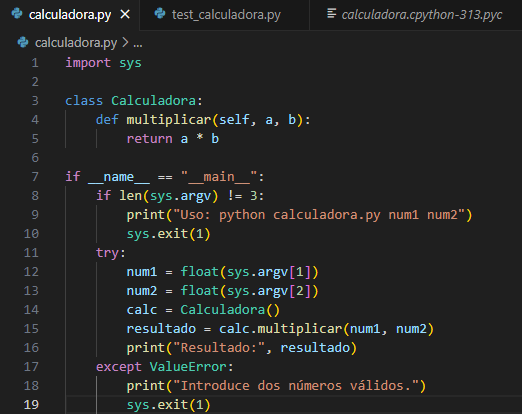 calculadora.py
test_calculadora.py
calculadora.cpython-313.pyc
calculadora.py > ...
1 import sys
2
3 class Calculadora:
4     def multiplicar(self, a, b):
5         return a * b
6
7 if __name__ == "__main__":
8     if len(sys.argv) != 3:
9         print("Uso: python calculadora.py num1 num2")
10         sys.exit(1)
11     try:
12         num1 = float(sys.argv[1])
13         num2 = float(sys.argv[2])
14         calc = Calculadora()
15         resultado = calc.multiplicar(num1, num2)
16         print("Resultado:", resultado)
17     except ValueError:
18         print("Introduce dos números válidos.")
19         sys.exit(1)